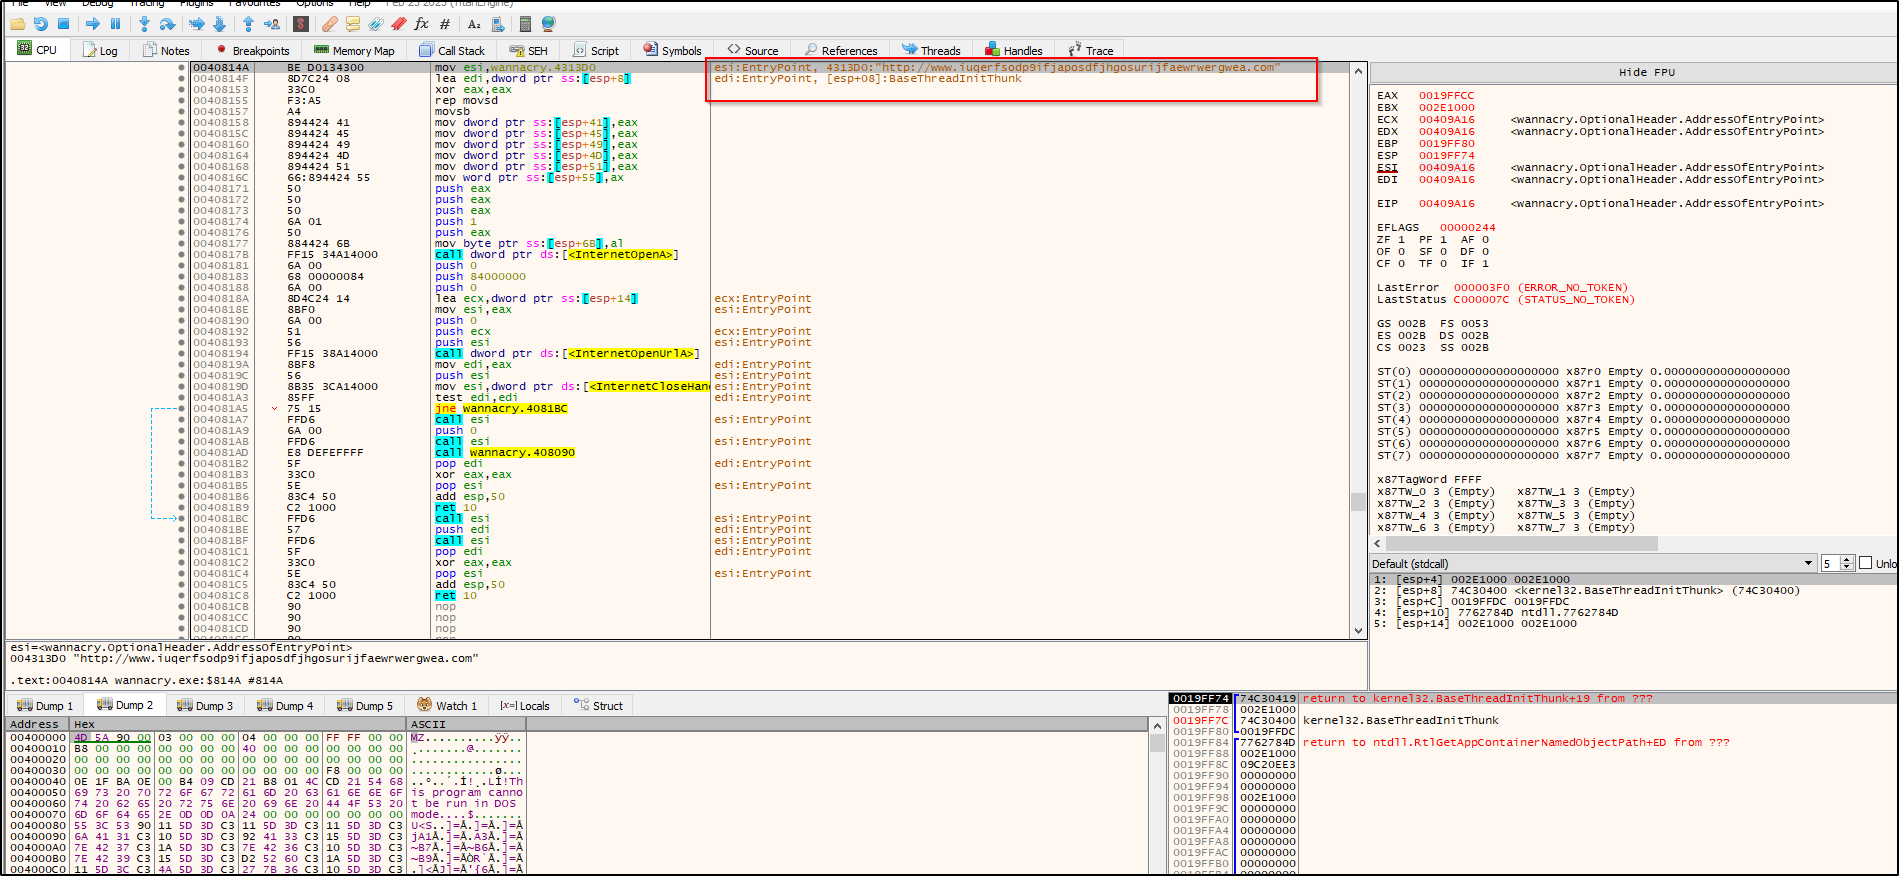 File View Debug Tracing Plugins Favourites Options Help Feb 25 2023 (TitanEngine)
CPU Log Notes Breakpoints Memory Map Call Stack SEH Script Symbols Source References Threads Handles Trace
0040814A BE D0134300 mov esi,wannacry.4313D0 esi:EntryPoint, 4313D0:"http://www.iuqerfsodp9ifjaposdfjhgosurijfaewrwergwea.com"
0040814F 8D7C24 08 lea edi,dword ptr ss:[esp+8] edi:EntryPoint, [esp+08]:BaseThreadInitThunk
00408153 33C0 xor eax,eax
00408155 F3:A5 rep movsd
00408157 A4 movsb
00408158 894424 41 mov dword ptr ss:[esp+41],eax
0040815C 894424 45 mov dword ptr ss:[esp+45],eax
00408160 894424 49 mov dword ptr ss:[esp+49],eax
00408164 894424 4D mov dword ptr ss:[esp+4D],eax
00408168 894424 51 mov dword ptr ss:[esp+51],eax
0040816C 66:894424 55 mov word ptr ss:[esp+55],ax
00408171 50 push eax
00408172 50 push eax
00408173 50 push eax
00408174 6A 01 push 1
00408176 50 push eax
00408177 884424 6B mov byte ptr ss:[esp+6B],al
0040817B FF15 34A14000 call dword ptr ds:[<InternetOpenA>]
00408181 6A 00 push 0
00408183 68 00000084 push 84000000
00408188 6A 00 push 0
0040818A 8D4C24 14 lea ecx,dword ptr ss:[esp+14] ecx:EntryPoint
0040818E 8BF0 mov esi,eax esi:EntryPoint
00408190 6A 00 push 0
00408192 51 push ecx ecx:EntryPoint
00408193 56 push esi esi:EntryPoint
00408194 FF15 38A14000 call dword ptr ds:[<InternetOpenUrlA>]
0040819A 8BF8 mov edi,eax edi:EntryPoint
0040819C 56 push esi esi:EntryPoint
0040819D 8B35 3CA14000 mov esi,dword ptr ds:[<InternetCloseHan esi:EntryPoint
004081A3 85FF test edi,edi edi:EntryPoint
004081A5 75 15 jne wannacry.4081BC
004081A7 FFD6 call esi esi:EntryPoint
004081A9 6A 00 push 0
004081AB FFD6 call esi esi:EntryPoint
004081AD E8 DEFEFFFF call wannacry.408090
004081B2 5F pop edi edi:EntryPoint
004081B3 33C0 xor eax,eax
004081B5 5E pop esi esi:EntryPoint
004081B6 83C4 50 add esp,50
004081B9 C2 1000 ret 10
004081BC FFD6 call esi esi:EntryPoint
004081BE 57 push edi edi:EntryPoint
004081BF FFD6 call esi esi:EntryPoint
004081C1 5F pop edi edi:EntryPoint
004081C2 33C0 xor eax,eax
004081C4 5E pop esi esi:EntryPoint
004081C5 83C4 50 add esp,50
004081C8 C2 1000 ret 10
004081CB 90 nop
004081CC 90 nop
004081CD 90 nop
Hide FPU
EAX 0019FFCC
EBX 002E1000
ECX 00409A16 <wannacry.OptionalHeader.AddressOfEntryPoint>
EDX 00409A16 <wannacry.OptionalHeader.AddressOfEntryPoint>
EBP 0019FF80
ESP 0019FF74
ESI 00409A16 <wannacry.OptionalHeader.AddressOfEntryPoint>
EDI 00409A16 <wannacry.OptionalHeader.AddressOfEntryPoint>
EIP 00409A16 <wannacry.OptionalHeader.AddressOfEntryPoint>
EFLAGS 00000244
ZF 1 PF 1 AF 0
OF 0 SF 0 DF 0
CF 0 TF 0 IF 1
LastError 000003F0 (ERROR_NO_TOKEN)
LastStatus C000007C (STATUS_NO_TOKEN)
GS 002B FS 0053
ES 002B DS 002B
CS 0023 SS 002B
ST(0) 00000000000000000000 x87r0 Empty 0.000000000000000000
ST(1) 00000000000000000000 x87r1 Empty 0.000000000000000000
ST(2) 00000000000000000000 x87r2 Empty 0.000000000000000000
ST(3) 00000000000000000000 x87r3 Empty 0.000000000000000000
ST(4) 00000000000000000000 x87r4 Empty 0.000000000000000000
ST(5) 00000000000000000000 x87r5 Empty 0.000000000000000000
ST(6) 00000000000000000000 x87r6 Empty 0.000000000000000000
ST(7) 00000000000000000000 x87r7 Empty 0.000000000000000000
x87TagWord FFFF
x87TW_0 3 (Empty) x87TW_1 3 (Empty)
x87TW_2 3 (Empty) x87TW_3 3 (Empty)
x87TW_4 3 (Empty) x87TW_5 3 (Empty)
x87TW_6 3 (Empty) x87TW_7 3 (Empty)
Default (stdcall) 5 Unlo
1: [esp+4] 002E1000 002E1000
2: [esp+8] 74C30400 <kernel32.BaseThreadInitThunk> (74C30400)
3: [esp+C] 0019FFDC 0019FFDC
4: [esp+10] 7762784D ntdll.7762784D
5: [esp+14] 002E1000 002E1000
esi=<wannacry.OptionalHeader.AddressOfEntryPoint>
004313D0 "http://www.iuqerfsodp9ifjaposdfjhgosurijfaewrwergwea.com"
.text:0040814A wannacry.exe:$814A #814A
Dump 1 Dump 2 Dump 3 Dump 4 Dump 5 Watch 1 [x=] Locals Struct
Address Hex ASCII
00400000 4D 5A 90 00 03 00 00 00 04 00 00 00 FF FF 00 00 MZ..........ÿÿ..
00400010 B8 00 00 00 00 00 00 00 40 00 00 00 00 00 00 00 ¸.......@.......
00400020 00 00 00 00 00 00 00 00 00 00 00 00 00 00 00 00 ................
00400030 00 00 00 00 00 00 00 00 00 00 00 00 F8 00 00 00 ............ø...
00400040 0E 1F BA 0E 00 B4 09 CD 21 B8 01 4C CD 21 54 68 ..º..´.Í!¸.LÍ!Th
00400050 69 73 20 70 72 6F 67 72 61 6D 20 63 61 6E 6E 6F is program canno
00400060 74 20 62 65 20 72 75 6E 20 69 6E 20 44 4F 53 20 t be run in DOS
00400070 6D 6F 64 65 2E 0D 0D 0A 24 00 00 00 00 00 00 00 mode....$.......
00400080 55 3C 53 90 11 5D 3D C3 11 5D 3D C3 11 5D 3D C3 U<S..]=Ã.]=Ã.]=Ã
00400090 6A 41 31 C3 10 5D 3D C3 92 41 33 C3 15 5D 3D C3 jA1Ã.]=Ã.A3Ã.]=Ã
004000A0 7E 42 37 C3 1A 5D 3D C3 7E 42 36 C3 10 5D 3D C3 ~B7Ã.]=Ã~B6Ã.]=Ã
004000B0 7E 42 39 C3 15 5D 3D C3 D2 52 60 C3 1A 5D 3D C3 ~B9Ã.]=ÃÒR`Ã.]=Ã
004000C0 11 5D 3C C3 4A 5D 3D C3 27 7B 36 C3 10 5D 3D C3 .]<ÃJ]=Ã'{6Ã.]=Ã
0019FF74 74C30419 return to kernel32.BaseThreadInitThunk+19 from ???
0019FF78 002E1000
0019FF7C 74C30400 kernel32.BaseThreadInitThunk
0019FF80 0019FFDC
0019FF84 7762784D return to ntdll.RtlGetAppContainerNamedObjectPath+ED from ???
0019FF88 002E1000
0019FF8C 09C20EE3
0019FF90 00000000
0019FF94 00000000
0019FF98 002E1000
0019FF9C 00000000
0019FFA0 00000000
0019FFA4 00000000
0019FFA8 00000000
0019FFAC 00000000
0019FFB0 00000000